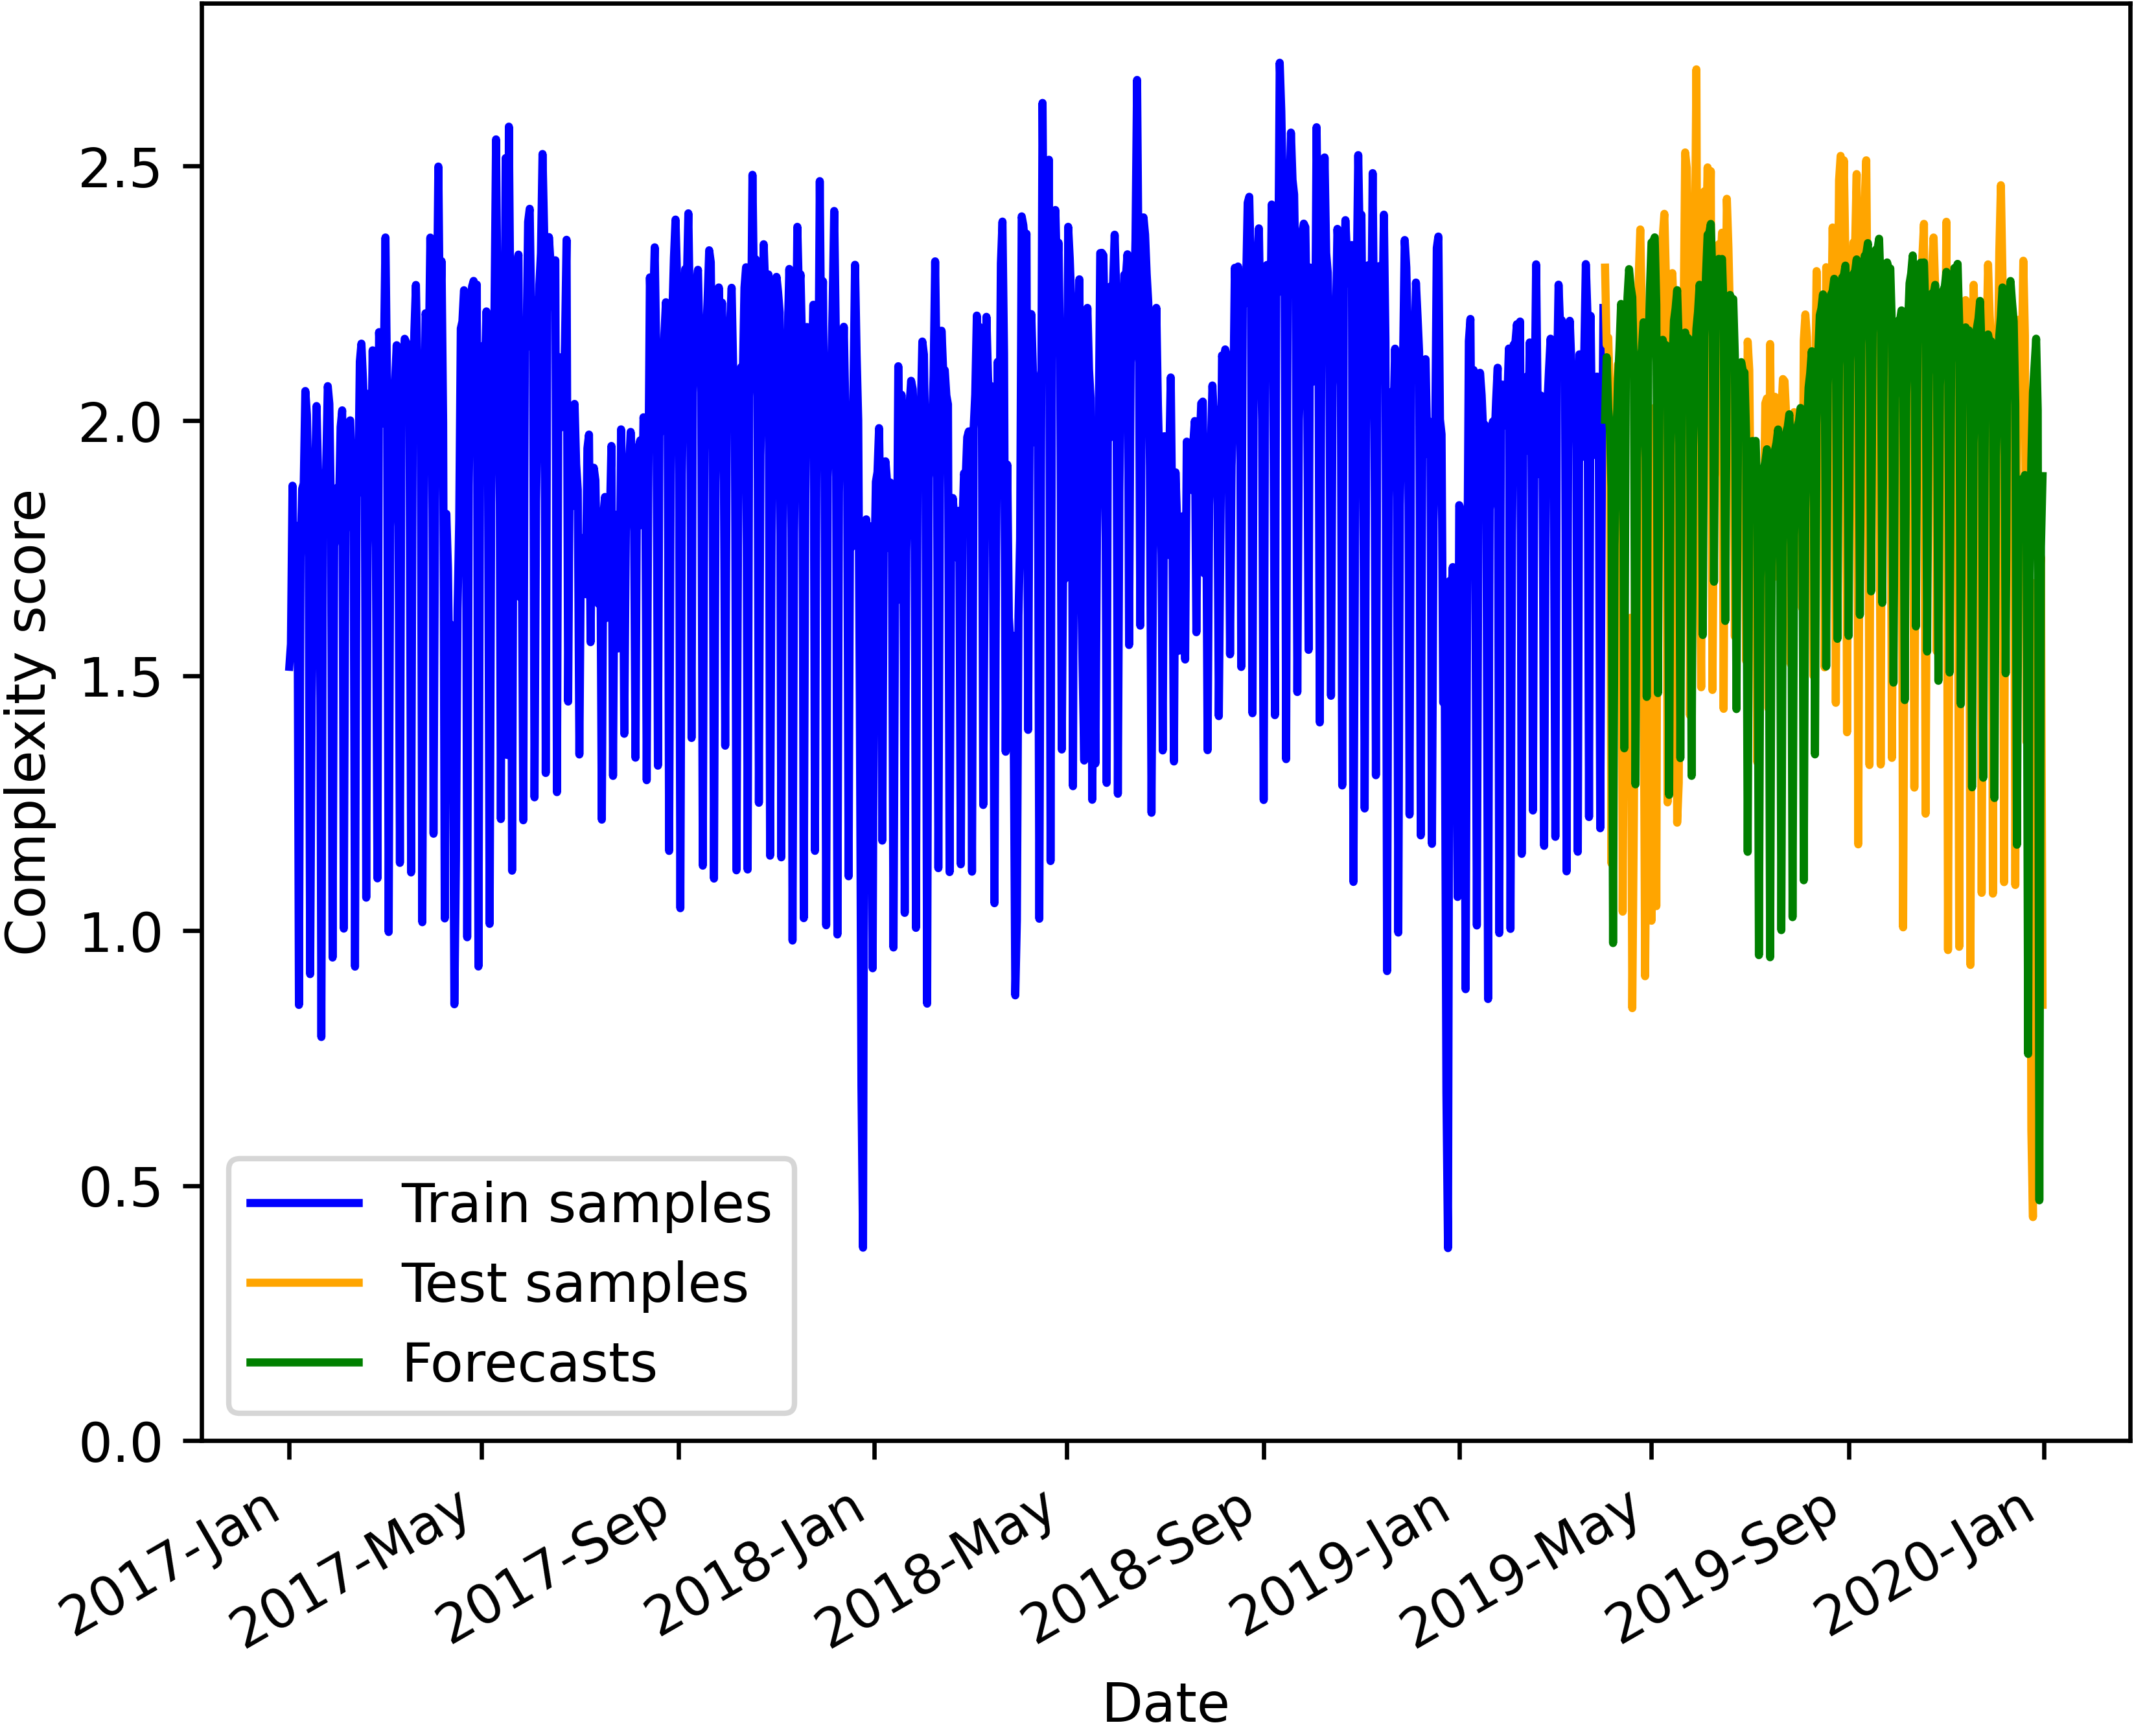 Complexity score
2.5
2.0
1.5
1.0
0.5
0.0
Train samples
Test samples
Forecasts
2017-Jan
2017-May
2017-Sep
2018-Jan
2018-May
2018-Sep
2019-Jan
2019-May
2019-Sep
2020-Jan
Date